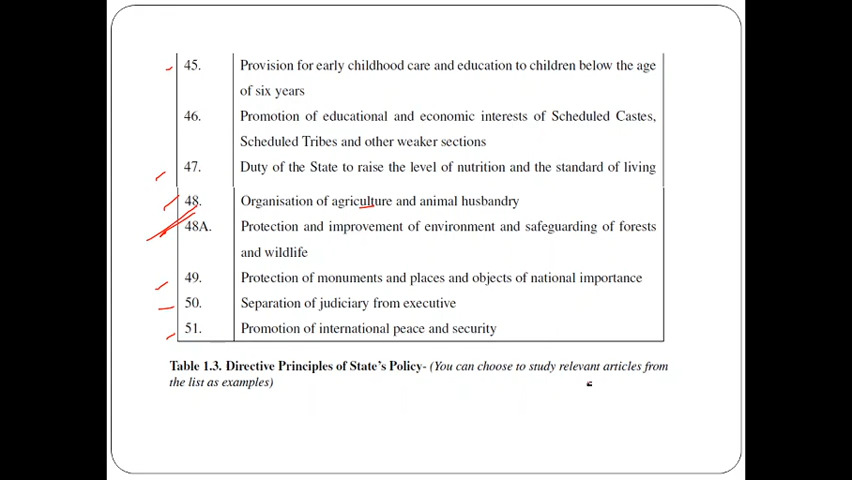 45. Provision for early childhood care and education to children below the age
of six years
46. Promotion of educational and economic interests of Scheduled Castes,
Scheduled Tribes and other weaker sections
47. Duty of the State to raise the level of nutrition and the standard of living
48. Organisation of agriculture and animal husbandry
48A. Protection and improvement of environment and safeguarding of forests
and wildlife
49. Protection of monuments and places and objects of national importance
50. Separation of judiciary from executive
51. Promotion of international peace and security
Table 1.3. Directive Principles of State's Policy- (You can choose to study relevant articles from
the list as examples)